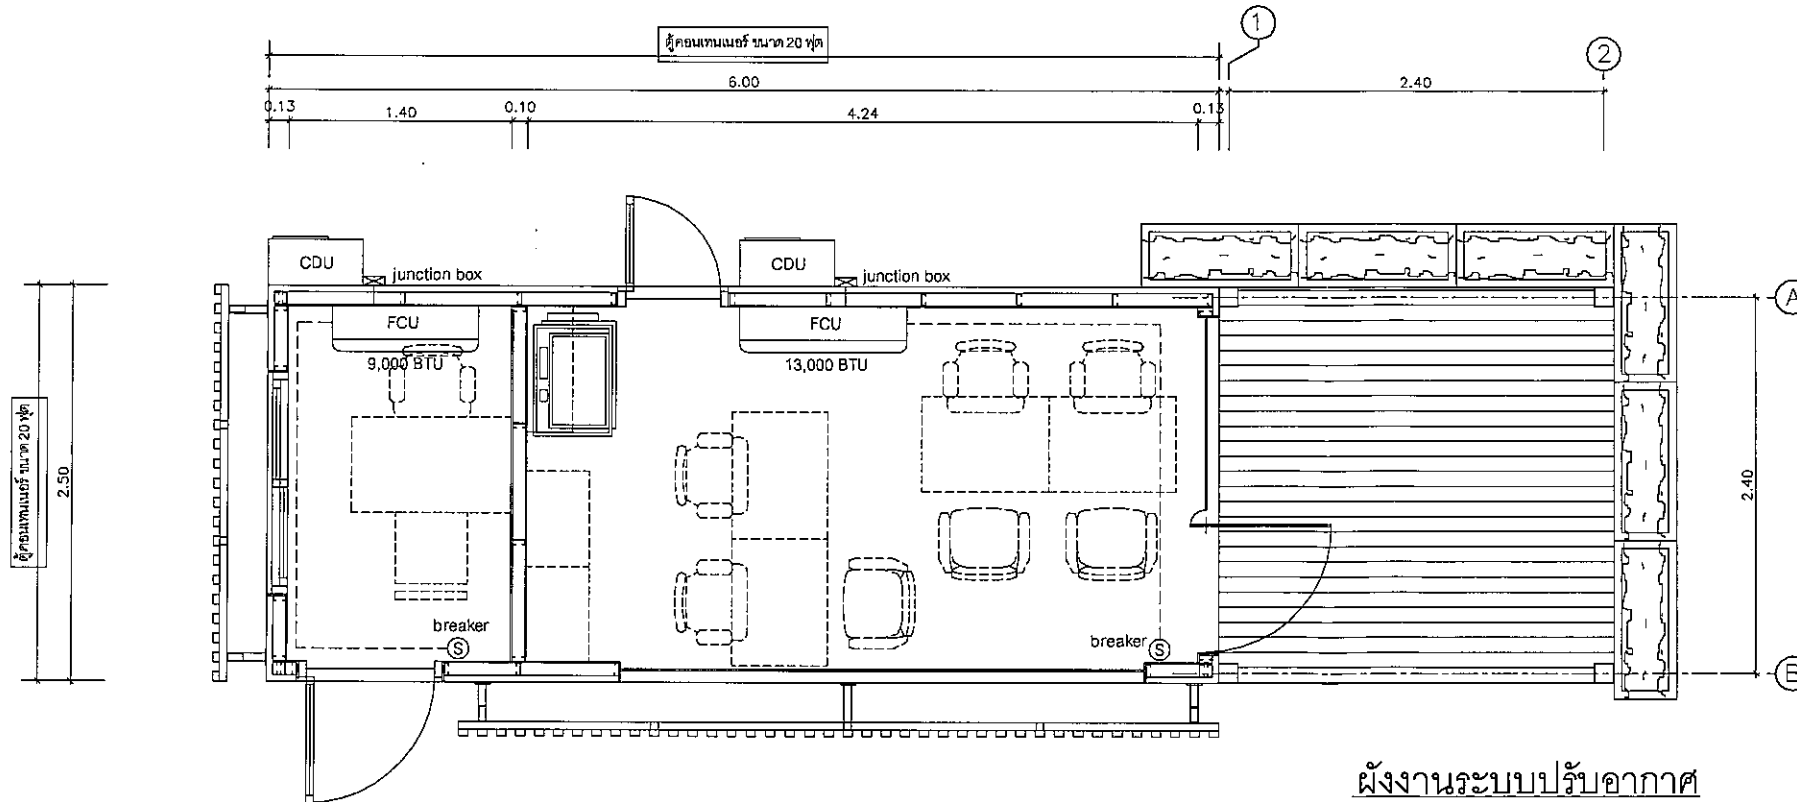 ตู้คอนเทนเนอร์ ขนาด 20 ฟุต
1
2
6.00
2.40
0.13
1.40
0.10
4.24
0.13
CDU
junction box
CDU
junction box
A
FCU
FCU
9,000 BTU
13,000 BTU
ตู้คอนเทนเนอร์ ขนาด 20 ฟุต
2.50
2.40
breaker
S
breaker
S
B
ผังงานระบบปรับอากาศ